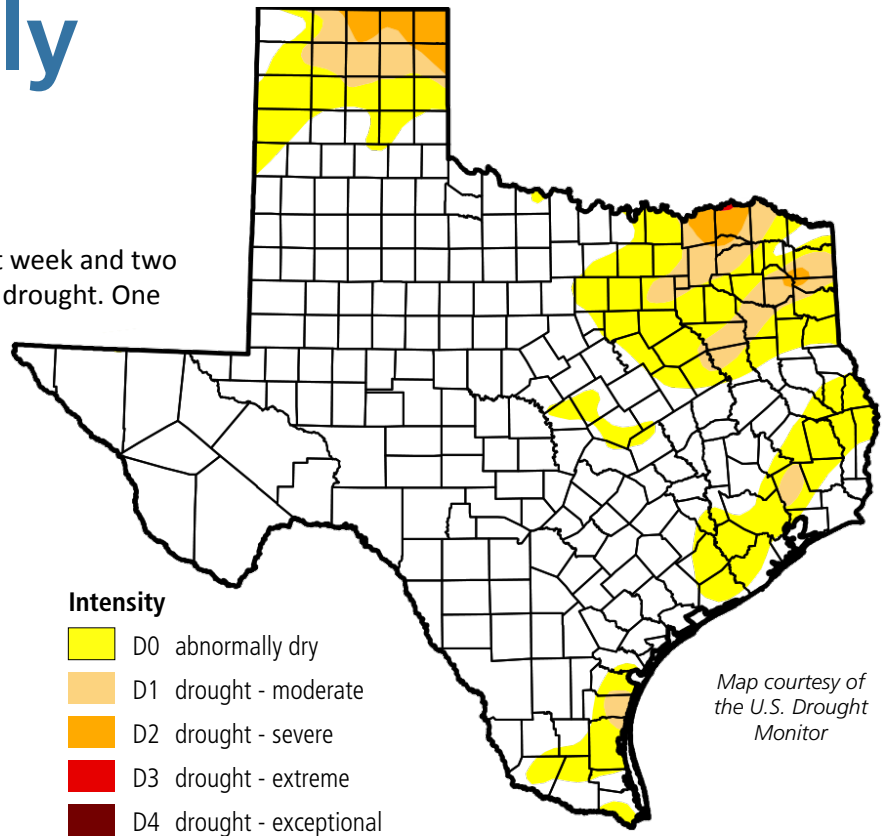 ly
t week and two
drought. One
Intensity
D0 abnormally dry
D1 drought - moderate
D2 drought - severe
D3 drought - extreme
D4 drought - exceptional
Map courtesy of
the U.S. Drought
Monitor